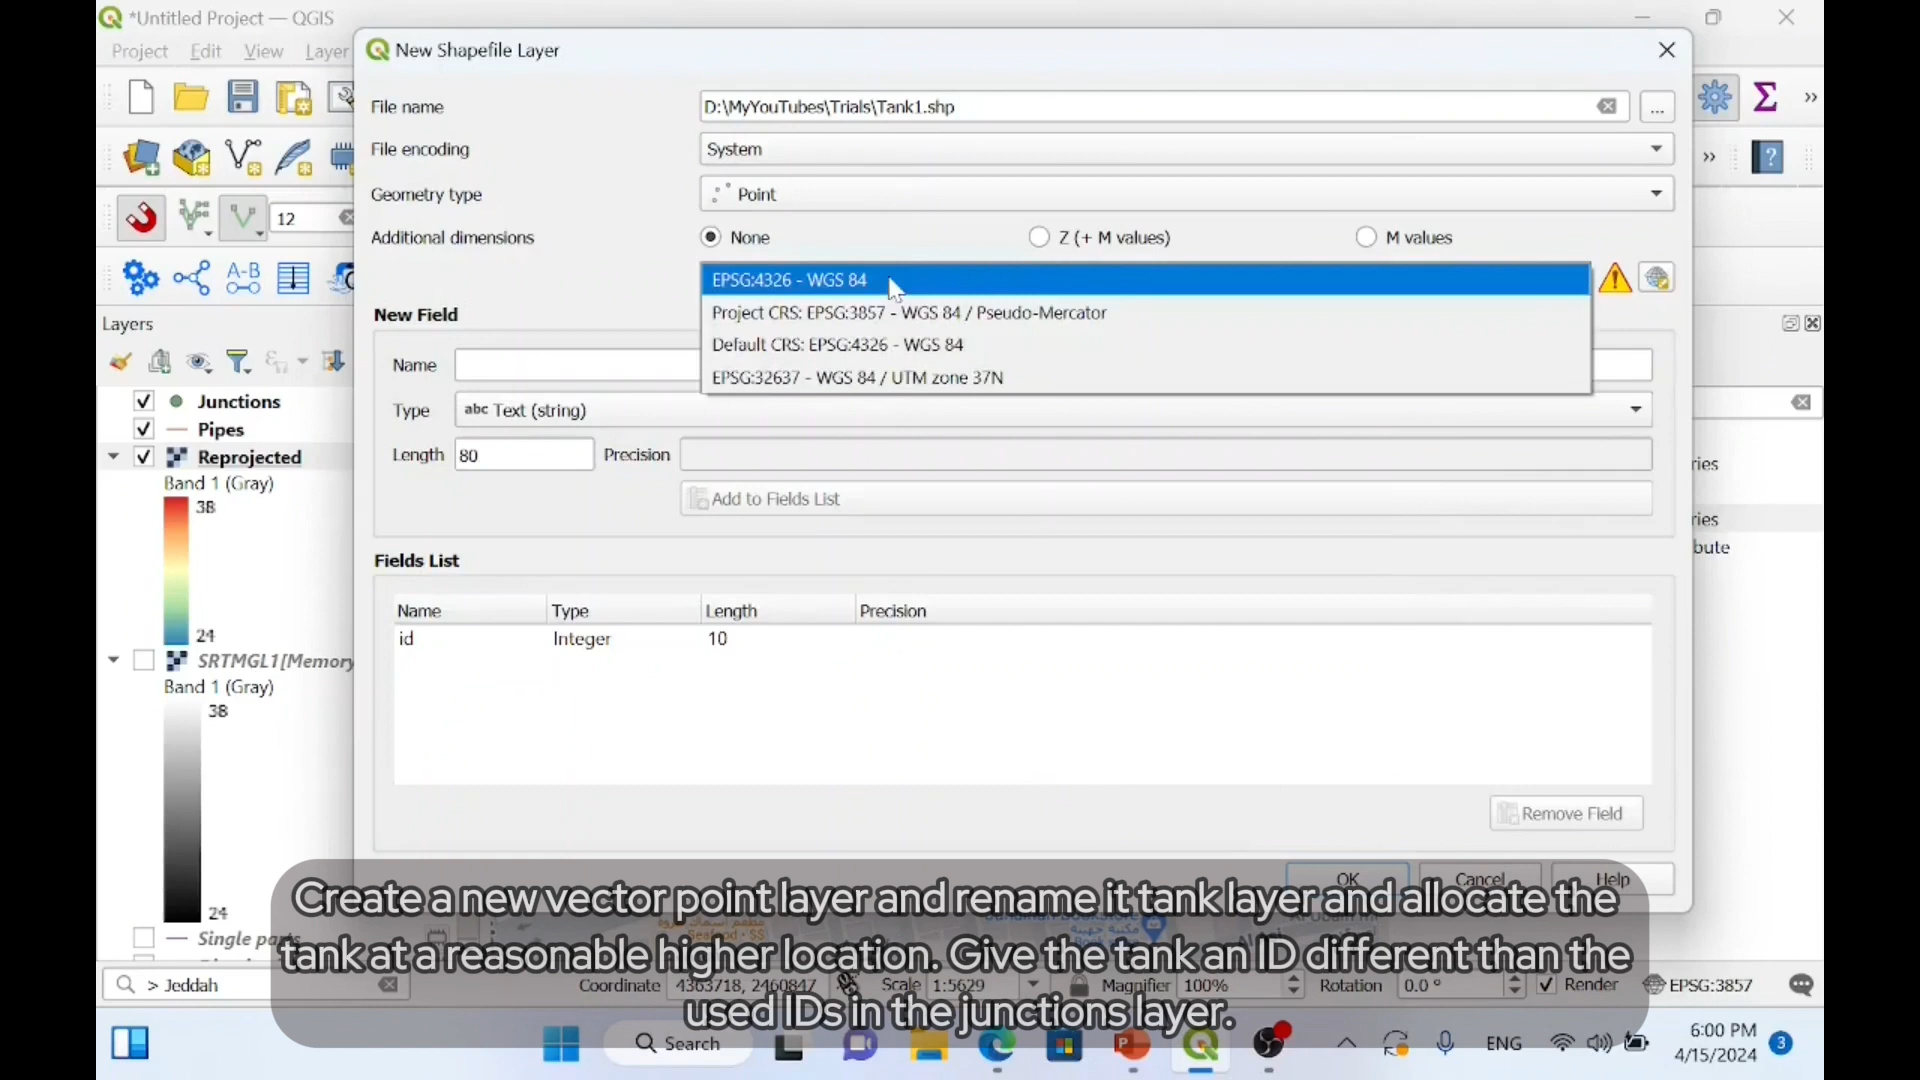 *Untitled Project — QGIS
Project Edit View Layer
New Shapefile Layer
File name
D:\MyYouTubes\Trials\Tank1.shp
...
File encoding
System
Geometry type
Point
12
Additional dimensions
None
Z (+ M values)
M values
EPSG:4326 - WGS 84
Project CRS: EPSG:3857 - WGS 84 / Pseudo-Mercator
Default CRS: EPSG:4326 - WGS 84
EPSG:32637 - WGS 84 / UTM zone 37N
A-B
New Field
Layers
Name
Type
abc Text (string)
Length
80
Precision
Add to Fields List
Junctions
Pipes
Reprojected
Band 1 (Gray)
38
24
SRTMGL1[Memory
Band 1 (Gray)
38
24
Fields List
Name Type Length Precision
id Integer 10
Remove Field
ries
ries
bute
OK
Cancel
Help
Create a new vector point layer and rename it tank layer and allocate the
tank at a reasonable higher location. Give the tank an ID different than the
used IDs in the junctions layer.
Single parts
> Jeddah
Coordinate
4363718, 2460847
Scale
1:5629
Magnifier
100%
Rotation
0.0 °
Render
EPSG:3857
Search
ENG
6:00 PM
4/15/2024
3